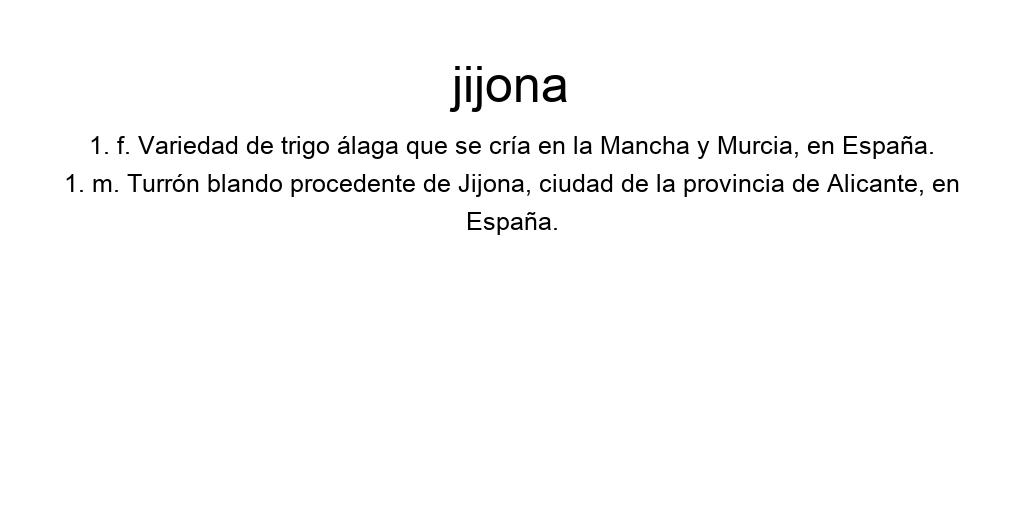 jijona
1. f. Variedad de trigo álaga que se cría en la Mancha y Murcia, en España.
1. m. Turrón blando procedente de Jijona, ciudad de la provincia de Alicante, en
España.